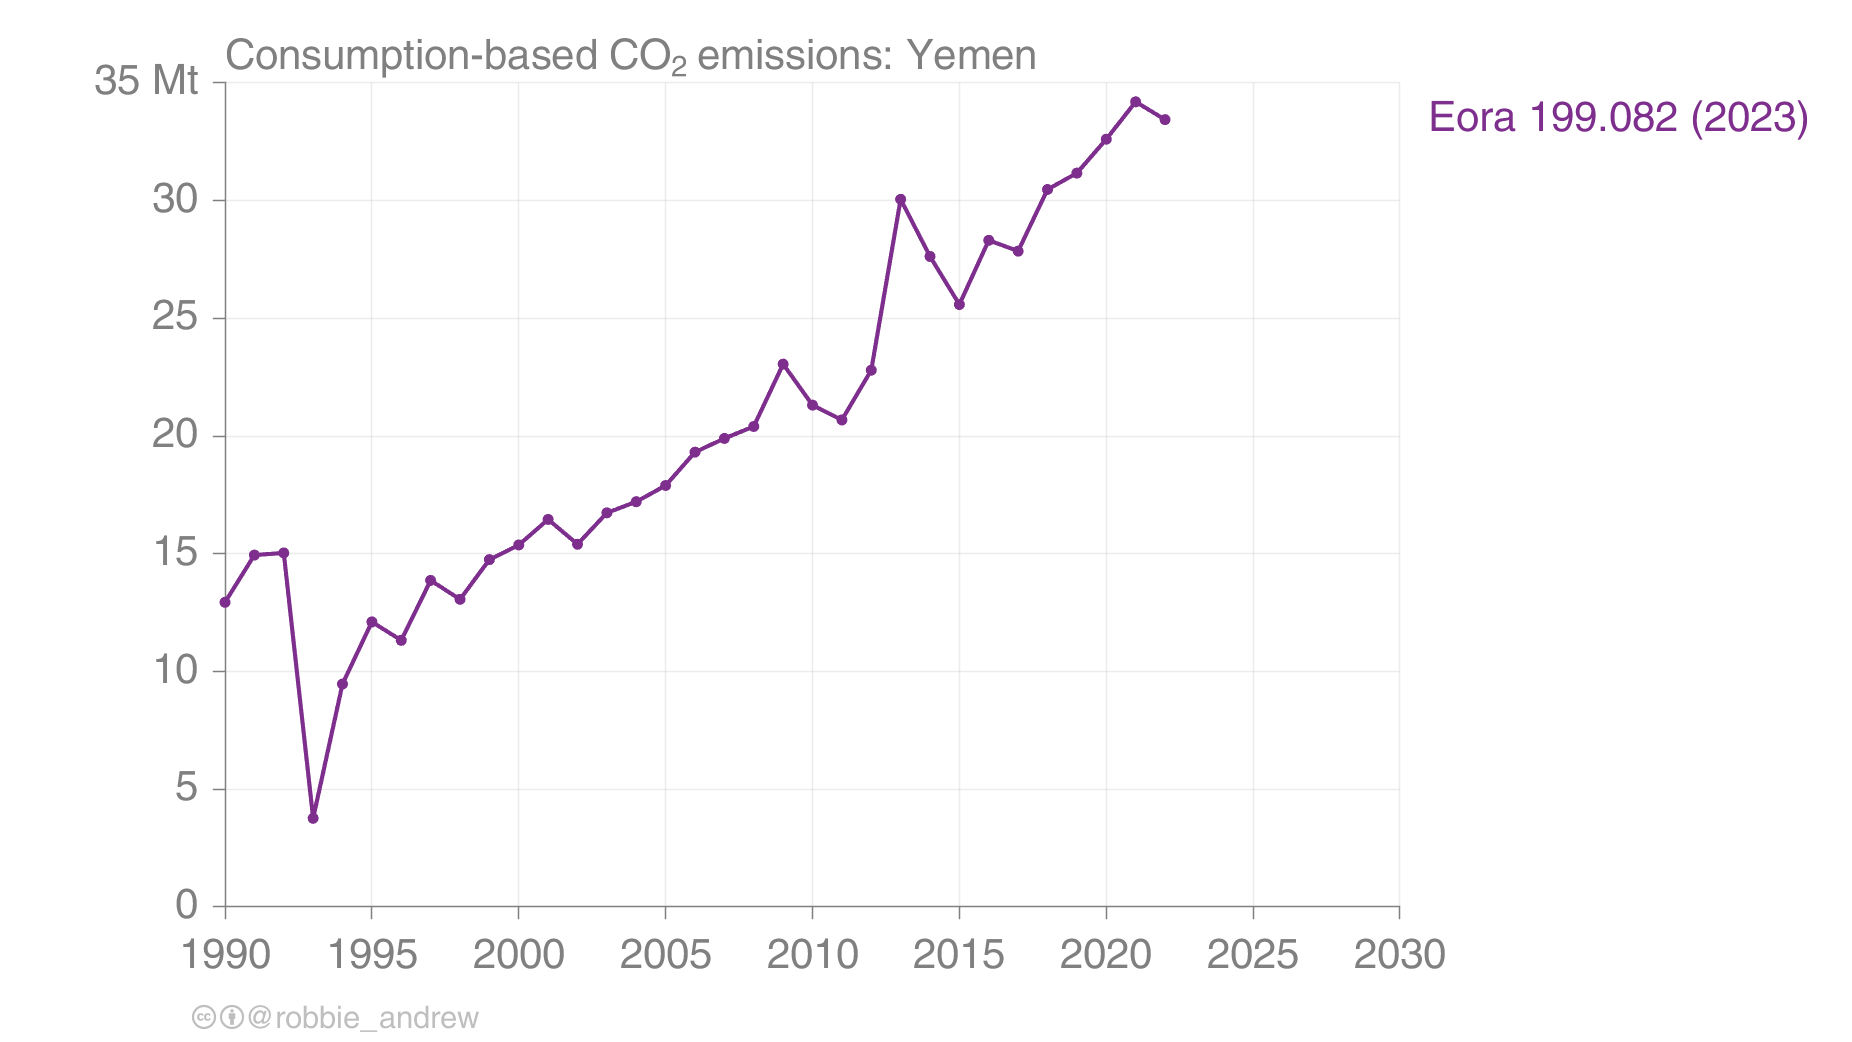 Consumption-based CO₂ emissions: Yemen
35 Mt
Eora 199.082 (2023)
30
25
20
15
10
5
0
1990 1995 2000 2005 2010 2015 2020 2025 2030
cc @robbie_andrew